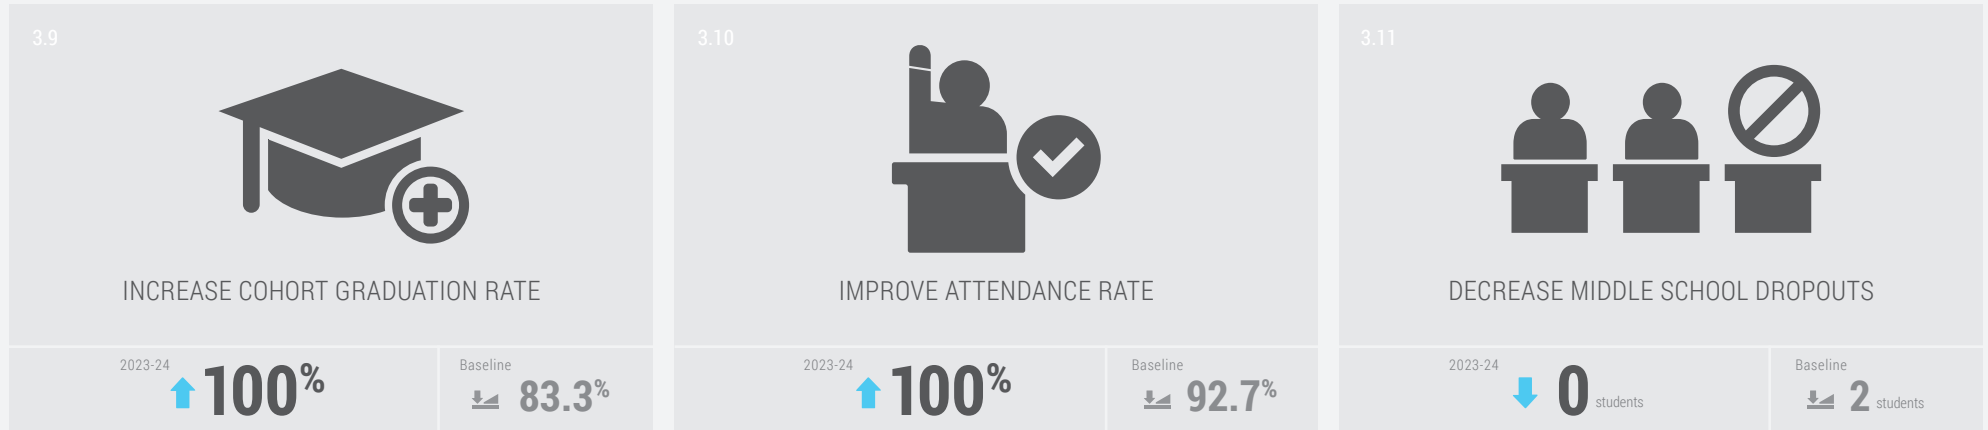 3.9
INCREASE COHORT GRADUATION RATE
2023-24
100%
Baseline
83.3%
3.10
IMPROVE ATTENDANCE RATE
2023-24
100%
Baseline
92.7%
3.11
DECREASE MIDDLE SCHOOL DROPOUTS
2023-24
0 students
Baseline
2 students